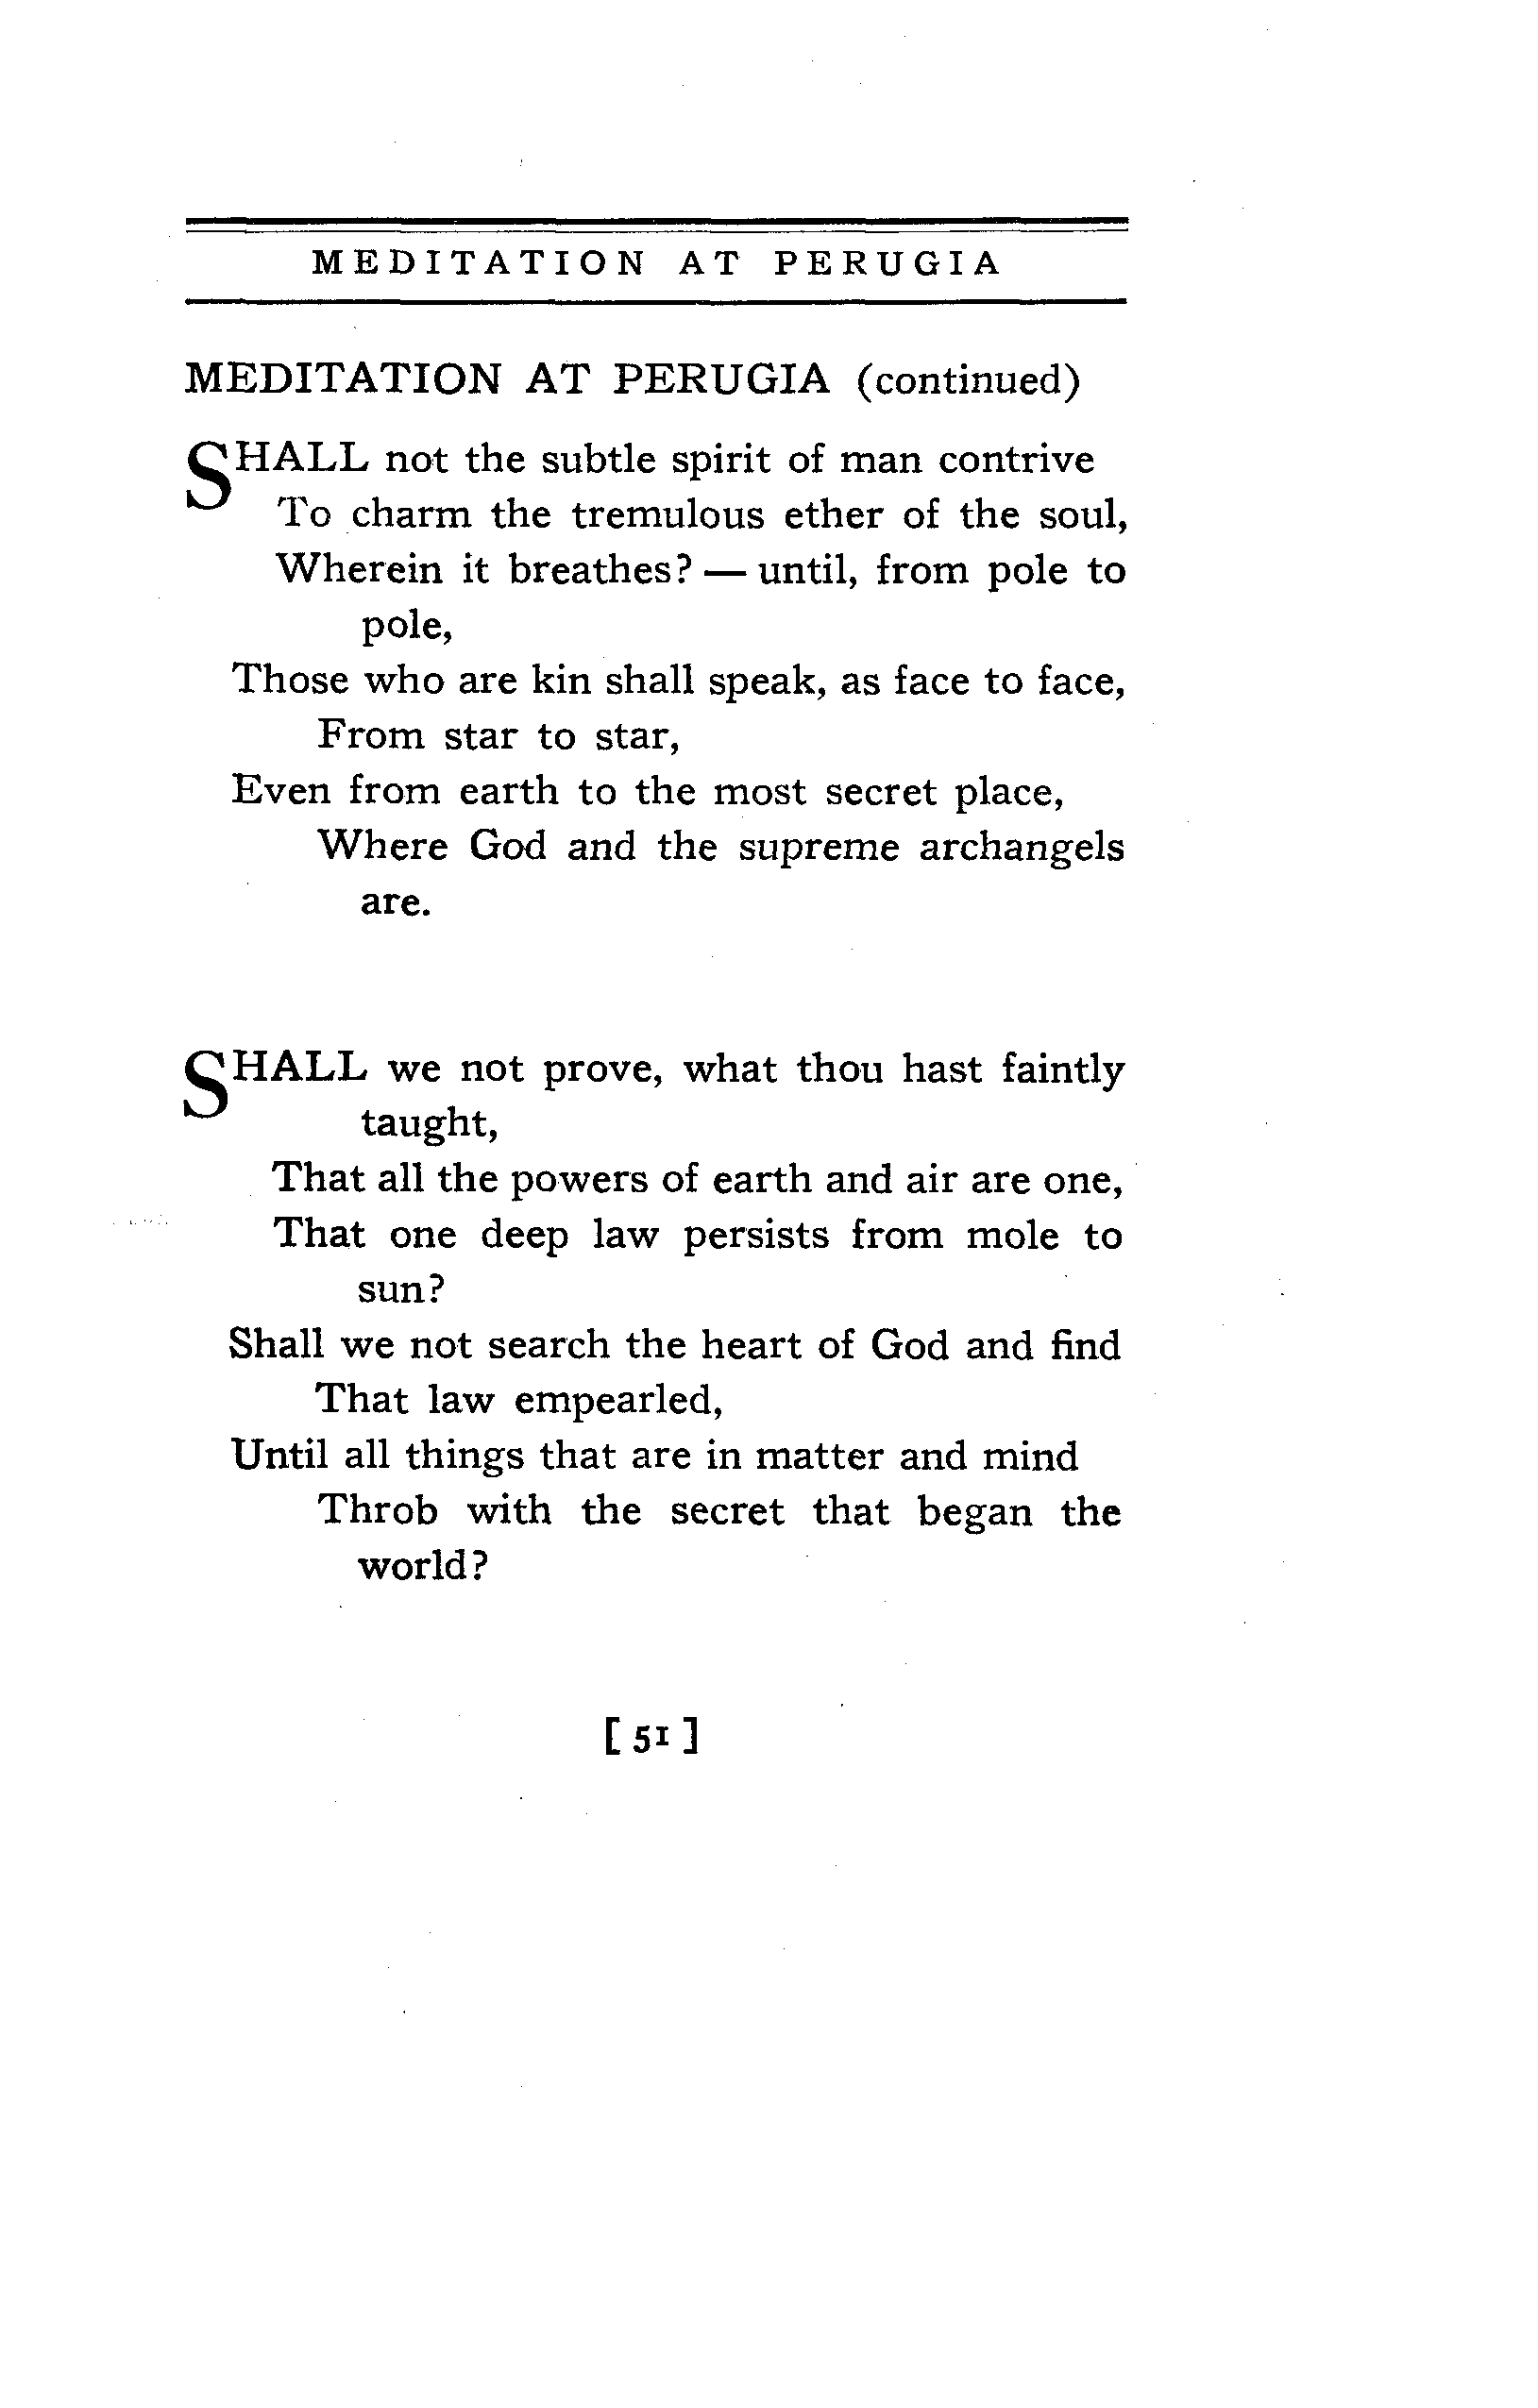 MEDITATION AT PERUGIA
MEDITATION AT PERUGIA (continued)
SHALL not the subtle spirit of man contrive
To charm the tremulous ether of the soul,
Wherein it breathes? — until, from pole to
pole,
Those who are kin shall speak, as face to face,
From star to star,
Even from earth to the most secret place,
Where God and the supreme archangels
are.
SHALL we not prove, what thou hast faintly
taught,
That all the powers of earth and air are one,
That one deep law persists from mole to
sun?
Shall we not search the heart of God and find
That law empearled,
Until all things that are in matter and mind
Throb with the secret that began the
world?
[ 51 ]